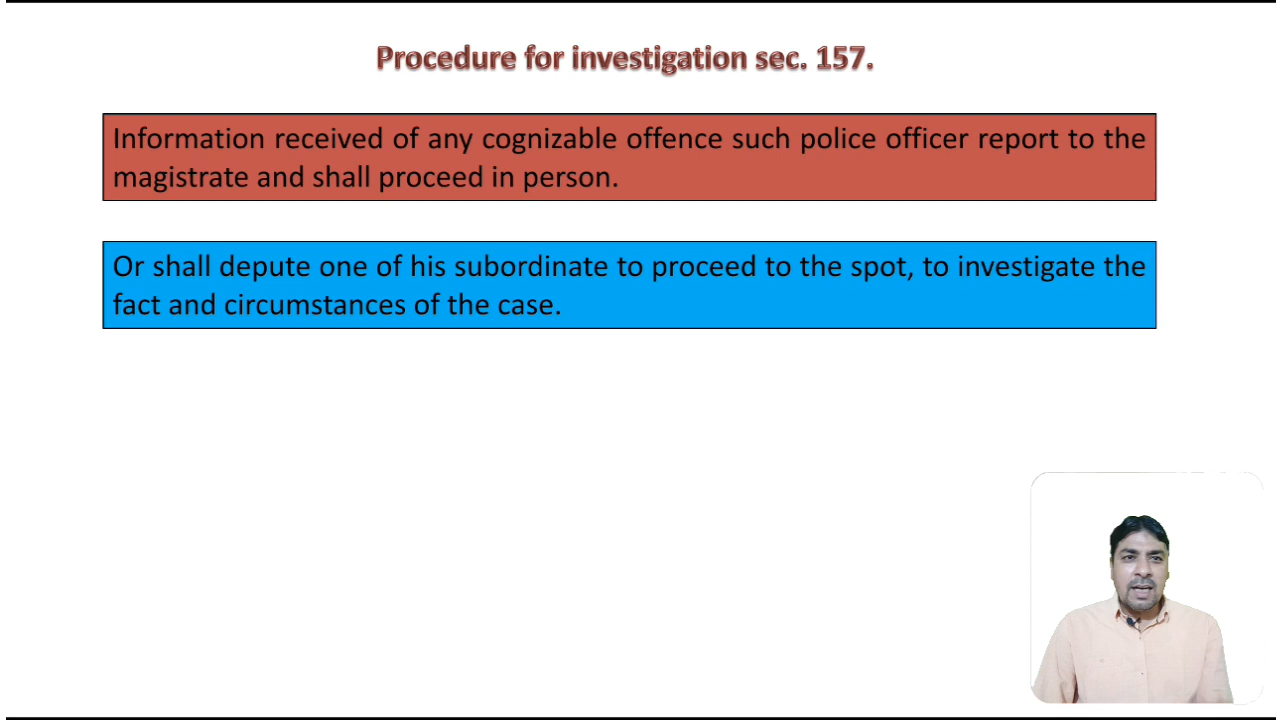 Procedure for investigation sec. 157.
Information received of any cognizable offence such police officer report to the
magistrate and shall proceed in person.
Or shall depute one of his subordinate to proceed to the spot, to investigate the
fact and circumstances of the case.